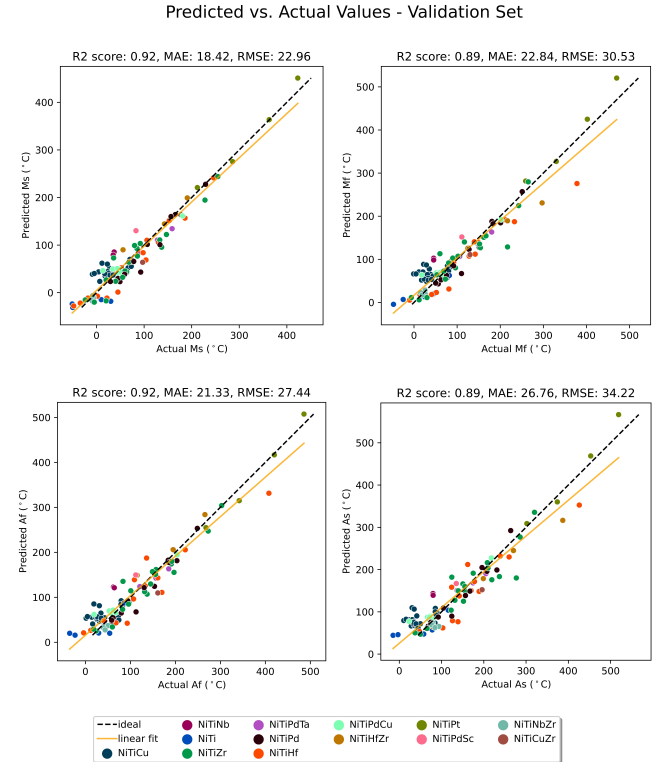 Predicted vs. Actual Values - Validation Set
R2 score: 0.92, MAE: 18.42, RMSE: 22.96
Predicted Ms (°C)
400
300
200
100
0
0 100 200 300 400
Actual Ms (°C)
R2 score: 0.89, MAE: 22.84, RMSE: 30.53
Predicted Mf (°C)
500
400
300
200
100
0
0 100 200 300 400 500
Actual Mf (°C)
R2 score: 0.92, MAE: 21.33, RMSE: 27.44
Predicted Af (°C)
500
400
300
200
100
0
0 100 200 300 400 500
Actual Af (°C)
R2 score: 0.89, MAE: 26.76, RMSE: 34.22
Predicted As (°C)
500
400
300
200
100
0
0 100 200 300 400 500
Actual As (°C)
ideal NiTiNb NiTiPdTa NiTiPdCu NiTiPt NiTiNbZr
linear fit NiTi NiTiPd NiTiHfZr NiTiPdSc NiTiCuZr
NiTiCu NiTiZr NiTiHf